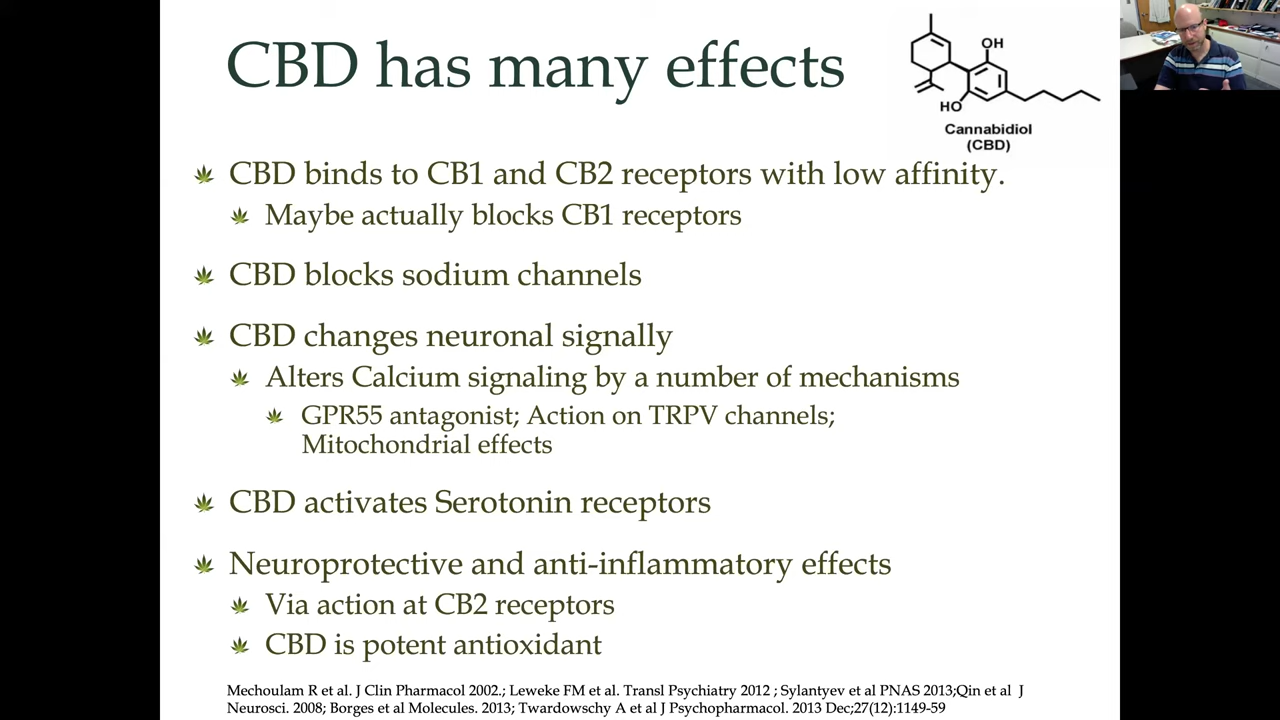 CBD has many effects
OH
HO
Cannabidiol
(CBD)
CBD binds to CB1 and CB2 receptors with low affinity.
Maybe actually blocks CB1 receptors
CBD blocks sodium channels
CBD changes neuronal signally
Alters Calcium signaling by a number of mechanisms
GPR55 antagonist; Action on TRPV channels;
Mitochondrial effects
CBD activates Serotonin receptors
Neuroprotective and anti-inflammatory effects
Via action at CB2 receptors
CBD is potent antioxidant
Mechoulam R et al. J Clin Pharmacol 2002.; Leweke FM et al. Transl Psychiatry 2012 ; Sylantyev et al PNAS 2013;Qin et al J
Neurosci. 2008; Borges et al Molecules. 2013; Twardowschy A et al J Psychopharmacol. 2013 Dec;27(12):1149-59